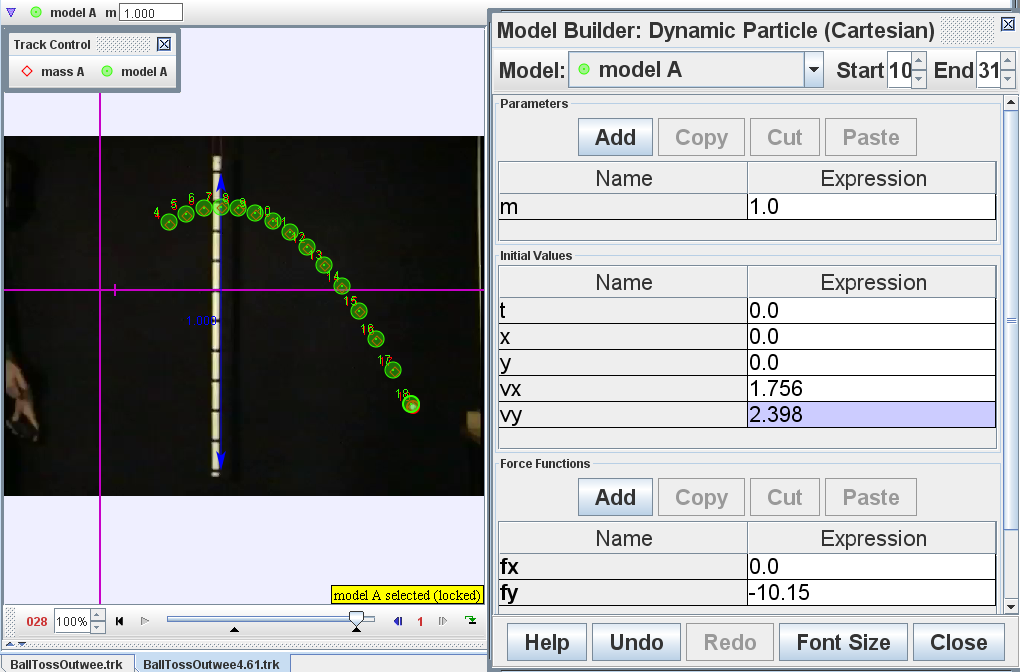 model A m 1.000
Track Control
mass A model A
4
5
6
7
8
9
10
11
12
13
14
15
16
17
18
1.000
model A selected (locked)
028 100% 1
BallTossOutwee.trk BallTossOutwee4.61.trk
Model Builder: Dynamic Particle (Cartesian)
Model: model A Start 10 End 31
Parameters
Add Copy Cut Paste
Name Expression
m 1.0
Initial Values
Name Expression
t 0.0
x 0.0
y 0.0
vx 1.756
vy 2.398
Force Functions
Add Copy Cut Paste
Name Expression
fx 0.0
fy -10.15
Help Undo Redo Font Size Close